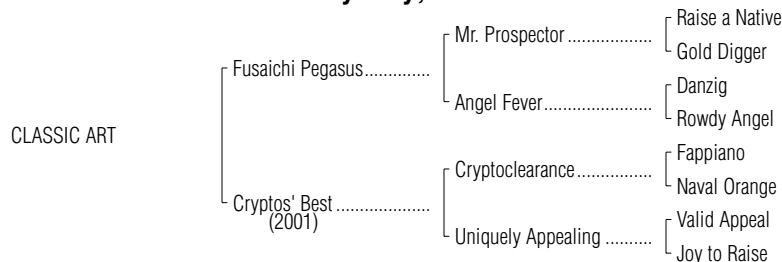 Raise a Native
Mr. Prospector ..................
Gold Digger
Fusaichi Pegasus..............
Danzig
Angel Fever.......................
Rowdy Angel
CLASSIC ART
Fappiano
Cryptoclearance ................
Naval Orange
Cryptos' Best ....................
(2001)
Valid Appeal
Uniquely Appealing ..........
Joy to Raise